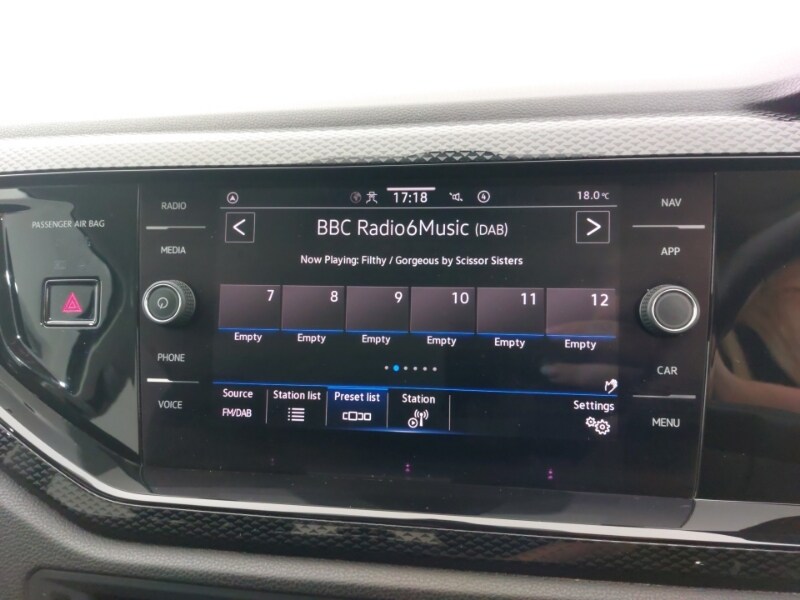 PASSENGER AIR BAG
RADIO
MEDIA
PHONE
VOICE
4
17:18
18.0°C
< BBC Radio6Music (DAB) >
Now Playing: Filthy / Gorgeous by Scissor Sisters
7 8 9 10 11 12
Empty Empty Empty Empty Empty Empty
Source Station list Preset list Station Settings
FM/DAB
NAV
APP
CAR
MENU